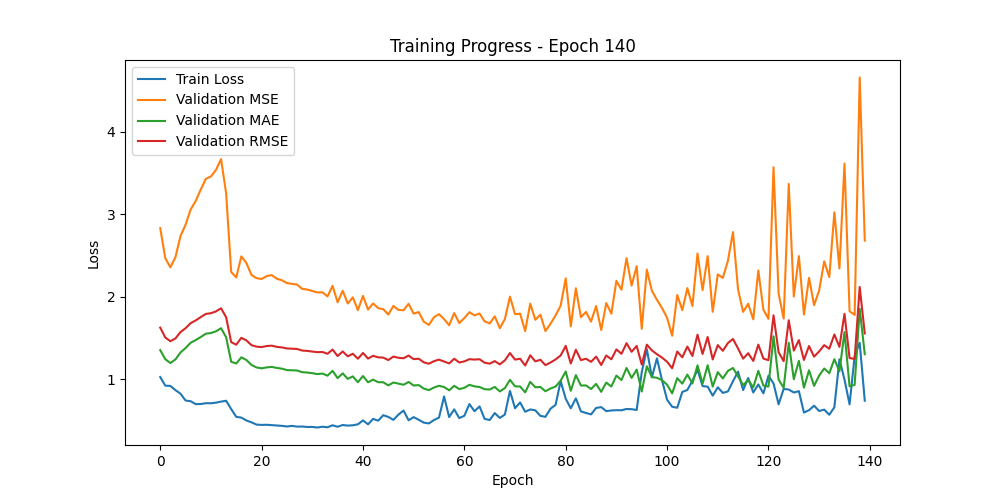 Training Progress - Epoch 140
Train Loss
Validation MSE
Validation MAE
Validation RMSE
Loss
4
3
2
1
0 20 40 60 80 100 120 140
Epoch